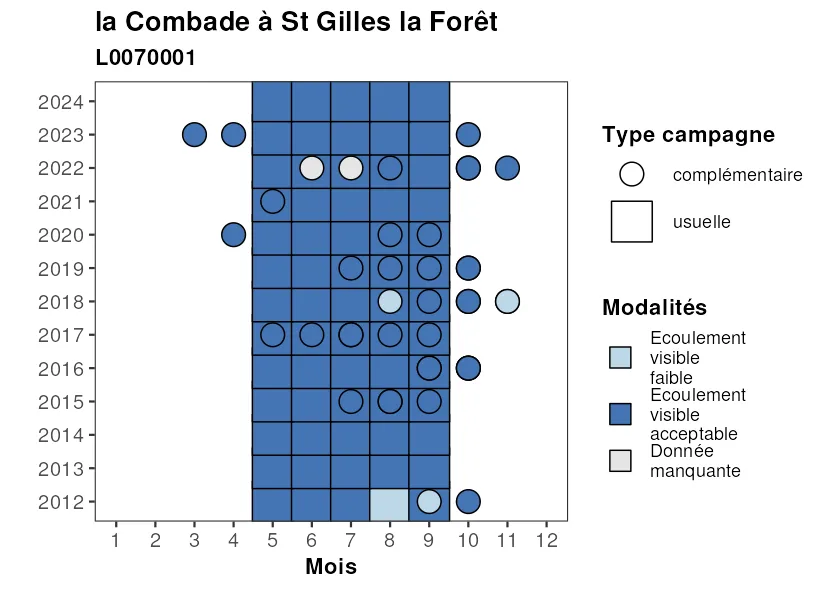 la Combade à St Gilles la Forêt
L0070001
2024
2023
2022
2021
2020
2019
2018
2017
2016
2015
2014
2013
2012
1 2 3 4 5 6 7 8 9 10 11 12
Mois
Type campagne
complémentaire
usuelle
Modalités
Ecoulement
visible
faible
Ecoulement
visible
acceptable
Donnée
manquante